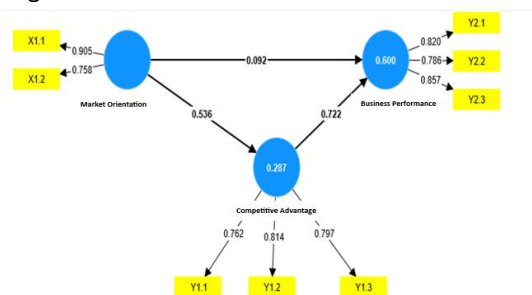 Y2.1
X1.1
0.905
0.820
0.092
0.600
0.786
Y2.2
X1.2
0.758
0.857
Market Orientation
Business Performance
Y2.3
0.536
0.722
0.287
Competitive Advantage
0.762
0.814
0.797
Y1.1
Y1.2
Y1.3